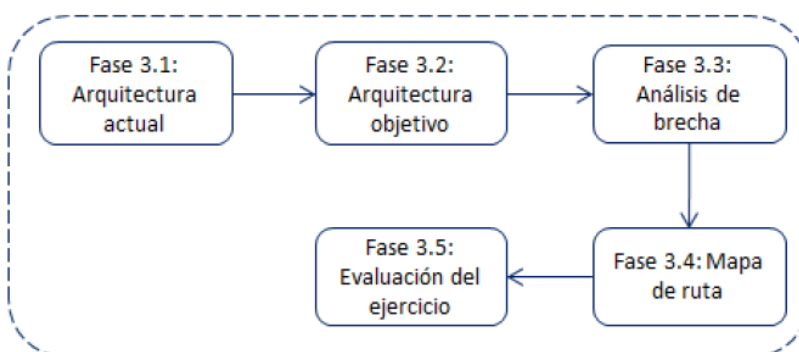 Fase 3.1:
Arquitectura
actual
Fase 3.2:
Arquitectura
objetivo
Fase 3.3:
Análisis de
brecha
Fase 3.4: Mapa
de ruta
Fase 3.5:
Evaluación del
ejercicio